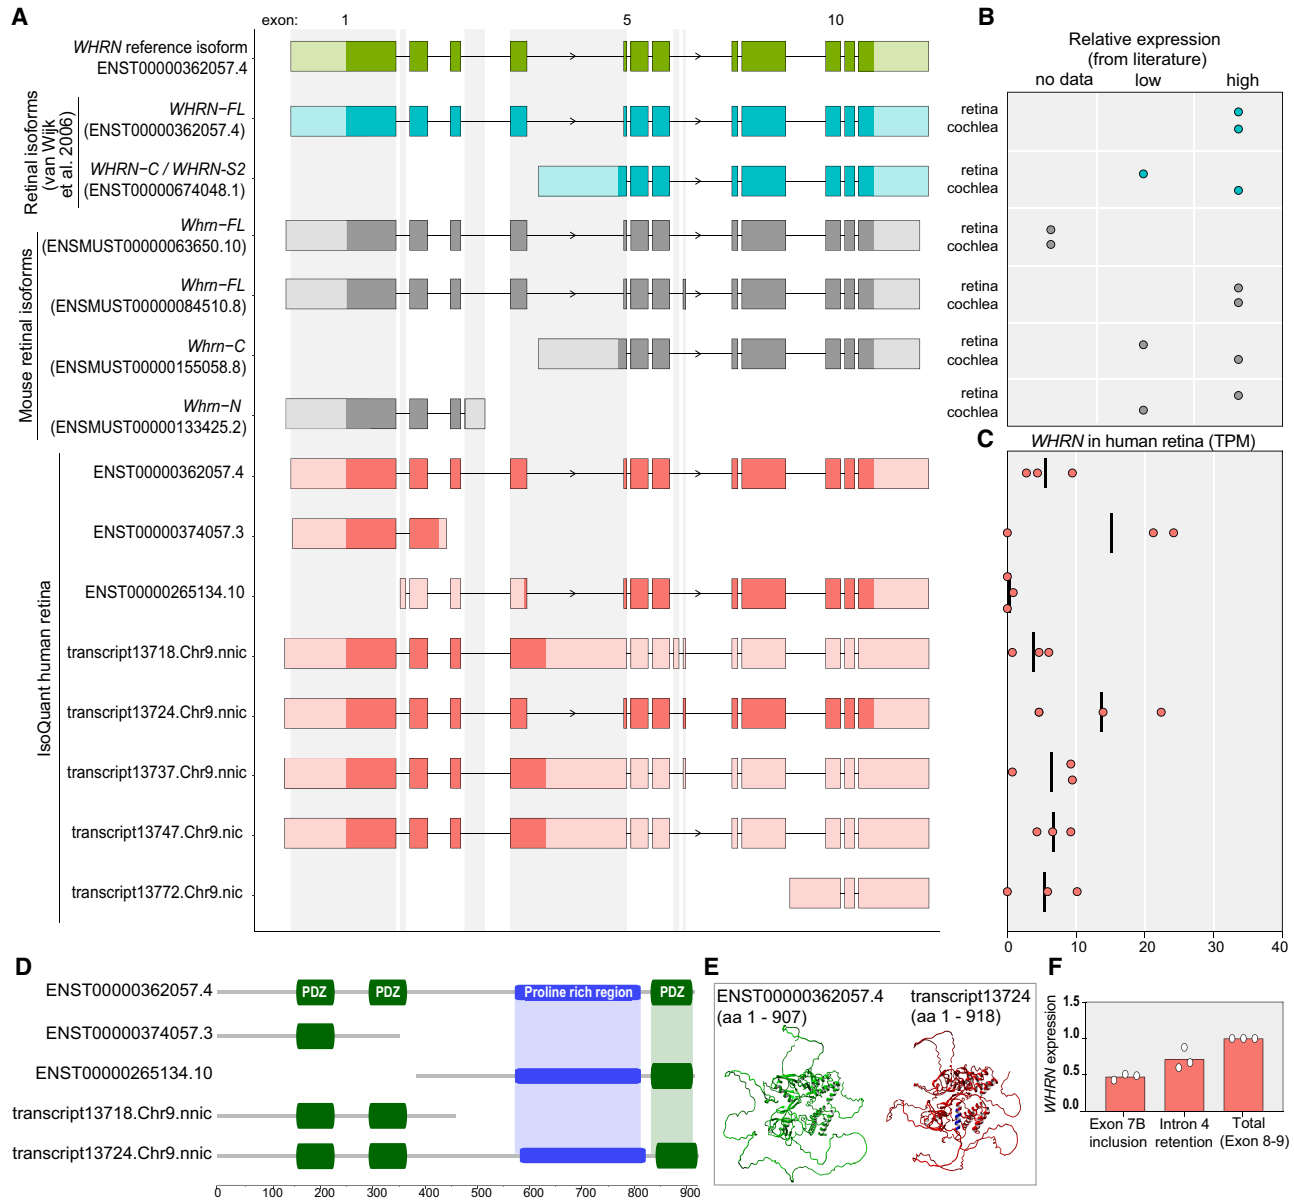 A
exon: 1 5 10
WHRN reference isoform
ENST00000362057.4
Retinal isoforms
(van Wijk
et al. 2006)
WHRN−FL
(ENST00000362057.4)
WHRN−C / WHRN-S2
(ENST00000674048.1)
Mouse retinal isoforms
Whrn−FL
(ENSMUST00000063650.10)
Whrn−FL
(ENSMUST00000084510.8)
Whrn−C
(ENSMUST00000155058.8)
Whrn−N
(ENSMUST00000133425.2)
IsoQuant human retina
ENST00000362057.4
ENST00000374057.3
ENST00000265134.10
transcript13718.Chr9.nnic
transcript13724.Chr9.nnic
transcript13737.Chr9.nnic
transcript13747.Chr9.nic
transcript13772.Chr9.nic
B
Relative expression
(from literature)
no data low high
retina
cochlea
retina
cochlea
retina
cochlea
retina
cochlea
retina
cochlea
retina
cochlea
C
WHRN in human retina (TPM)
0 10 20 30 40
D
ENST00000362057.4
PDZ PDZ Proline rich region PDZ
ENST00000374057.3
ENST00000265134.10
transcript13718.Chr9.nnic
transcript13724.Chr9.nnic
0 100 200 300 400 500 600 700 800 900
E
ENST00000362057.4
(aa 1 - 907)
transcript13724
(aa 1 - 918)
F
WHRN expression
1.5
1.0
0.5
0.0
Exon 7B
inclusion
Intron 4
retention
Total
(Exon 8-9)